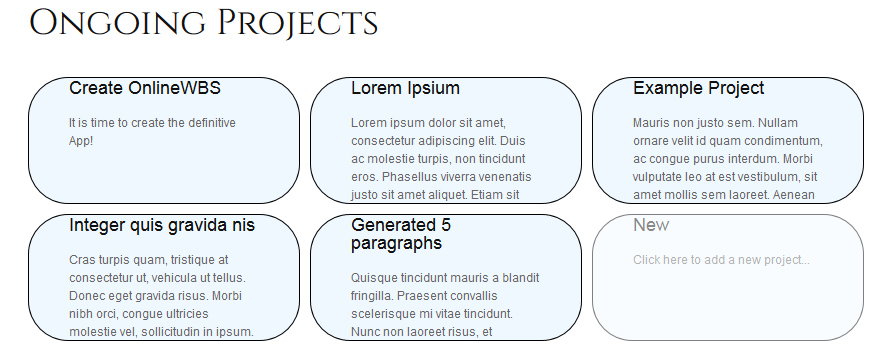 Ongoing Projects
Create OnlineWBS
It is time to create the definitive
App!
Lorem Ipsium
Lorem ipsum dolor sit amet,
consectetur adipiscing elit. Duis
ac molestie turpis, non tincidunt
eros. Phasellus viverra venenatis
justo sit amet aliquet. Etiam sit
Example Project
Mauris non justo sem. Nullam
ornare velit id quam condimentum,
ac congue purus interdum. Morbi
vulputate leo at est vestibulum, sit
amet mollis sem laoreet. Aenean
Integer quis gravida nis
Cras turpis quam, tristique at
consectetur ut, vehicula ut tellus.
Donec eget gravida risus. Morbi
nibh orci, congue ultricies
molestie vel, sollicitudin in ipsum.
Generated 5
paragraphs
Quisque tincidunt mauris a blandit
fringilla. Praesent convallis
scelerisque mi vitae tincidunt.
Nunc non laoreet risus, et
New
Click here to add a new project...